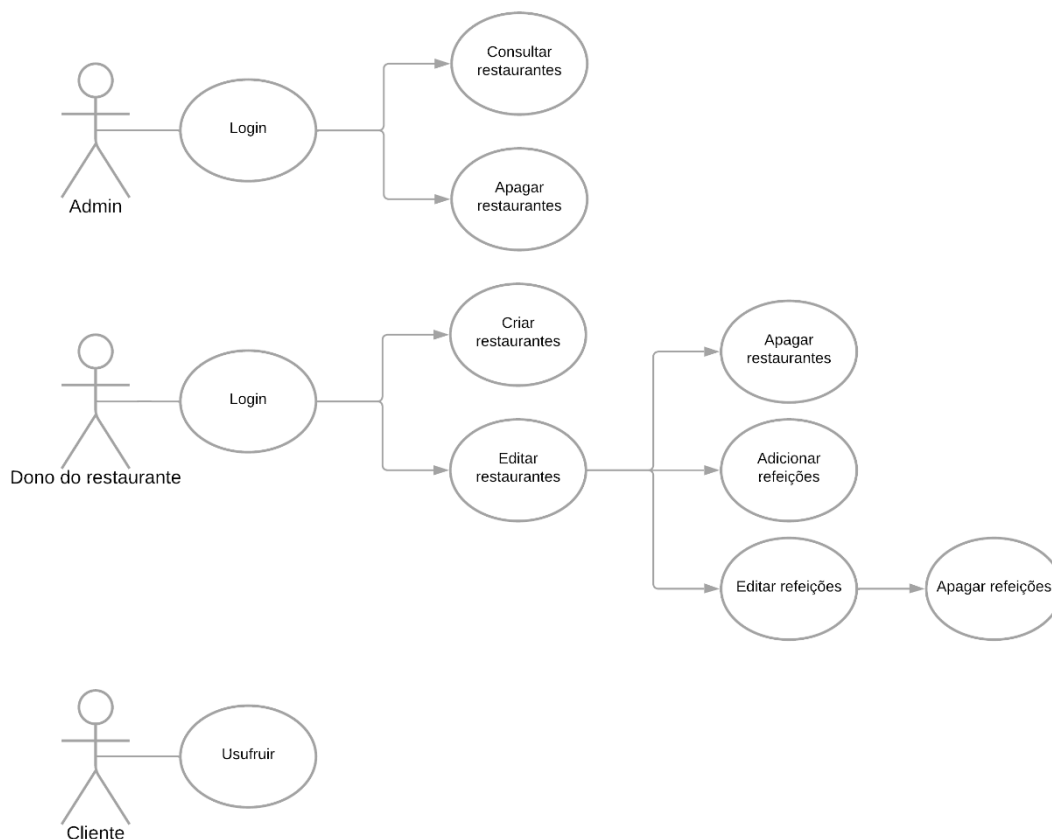 Consultar
restaurantes
Login
Apagar
restaurantes
Admin
Criar
restaurantes
Apagar
restaurantes
Login
Editar
restaurantes
Adicionar
refeições
Dono do restaurante
Editar refeições
Apagar refeições
Usufruir
Cliente